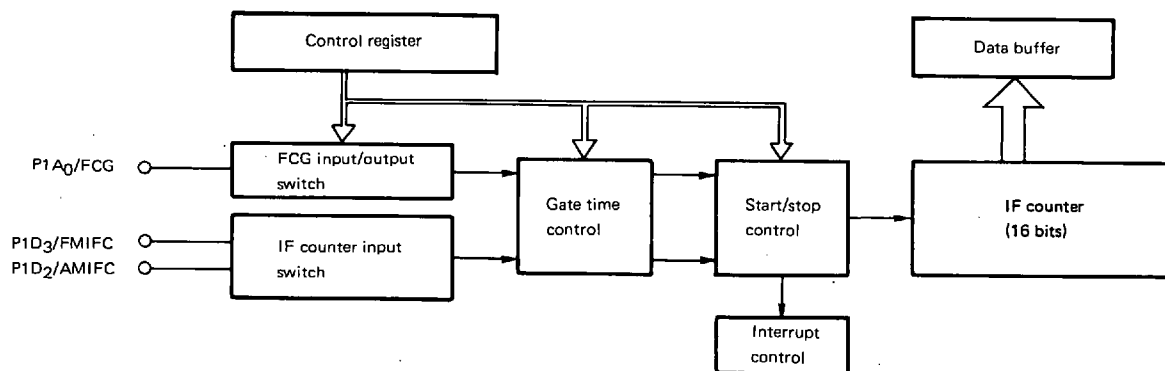 Control register
Data buffer
P1A0/FCG
FCG input/output
switch
P1D3/FMIFC
P1D2/AMIFC
IF counter input
switch
Gate time
control
Start/stop
control
IF counter
(16 bits)
Interrupt
control